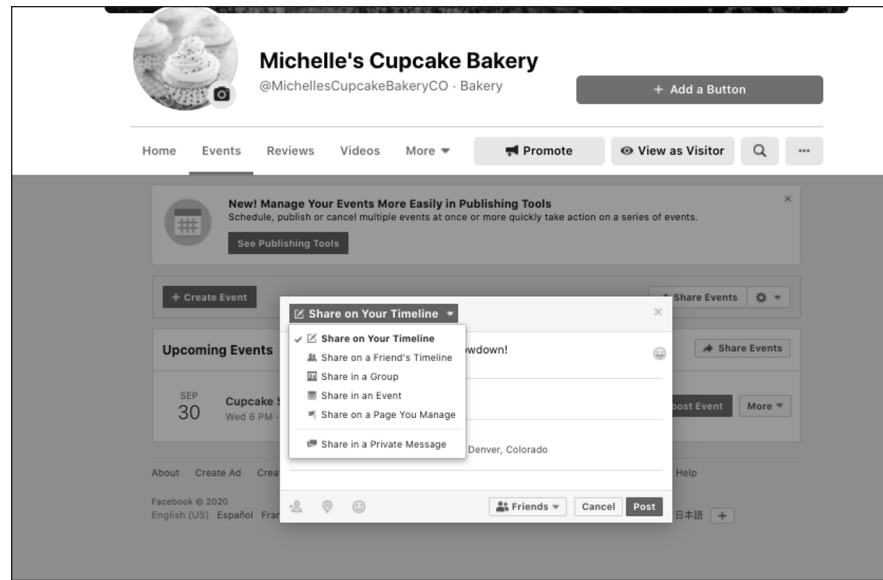 Michelle's Cupcake Bakery
@MichellesCupcakeBakeryCO · Bakery
+ Add a Button
Home Events Reviews Videos More Promote View as Visitor
New! Manage Your Events More Easily in Publishing Tools
Schedule, publish or cancel multiple events at once or more quickly take action on a series of events.
See Publishing Tools
+ Create Event Share Events
Share on Your Timeline
Share on Your Timeline
Share on a Friend's Timeline
Share in a Group
Share in an Event
Share on a Page You Manage
Share in a Private Message
Denver, Colorado
Friends Cancel Post
Upcoming Events Share Events
SEP
30
Cupcake
Wed 6 PM
Event More
About Create Ad Help
Facebook © 2020
English (US) Español 日本語 +